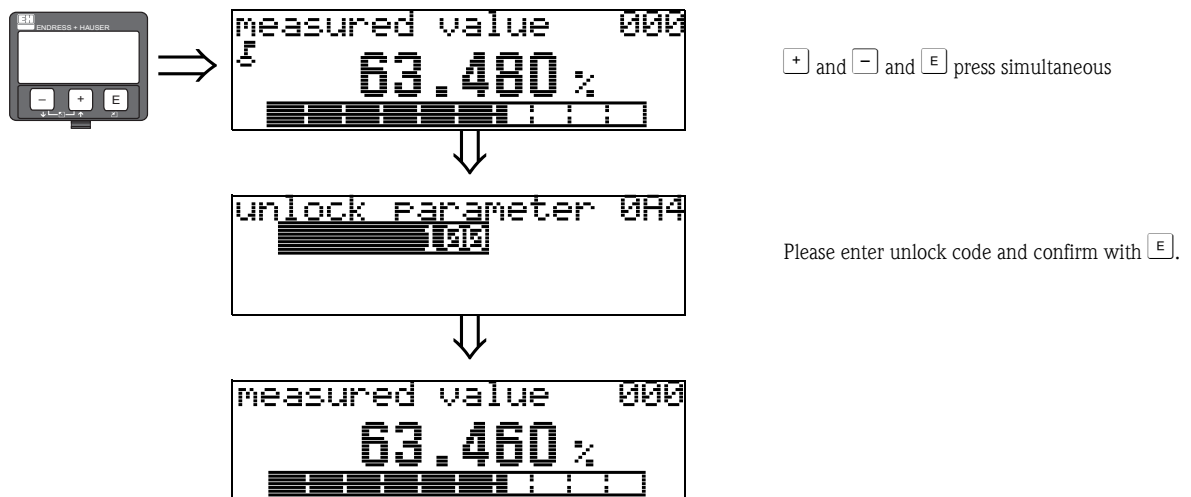 EH ENDRESS + HAUSER
– + E
measured value 000
63.480 %
+ and – and E press simultaneous
unlock parameter 0A4
100
Please enter unlock code and confirm with E.
measured value 000
63.460 %